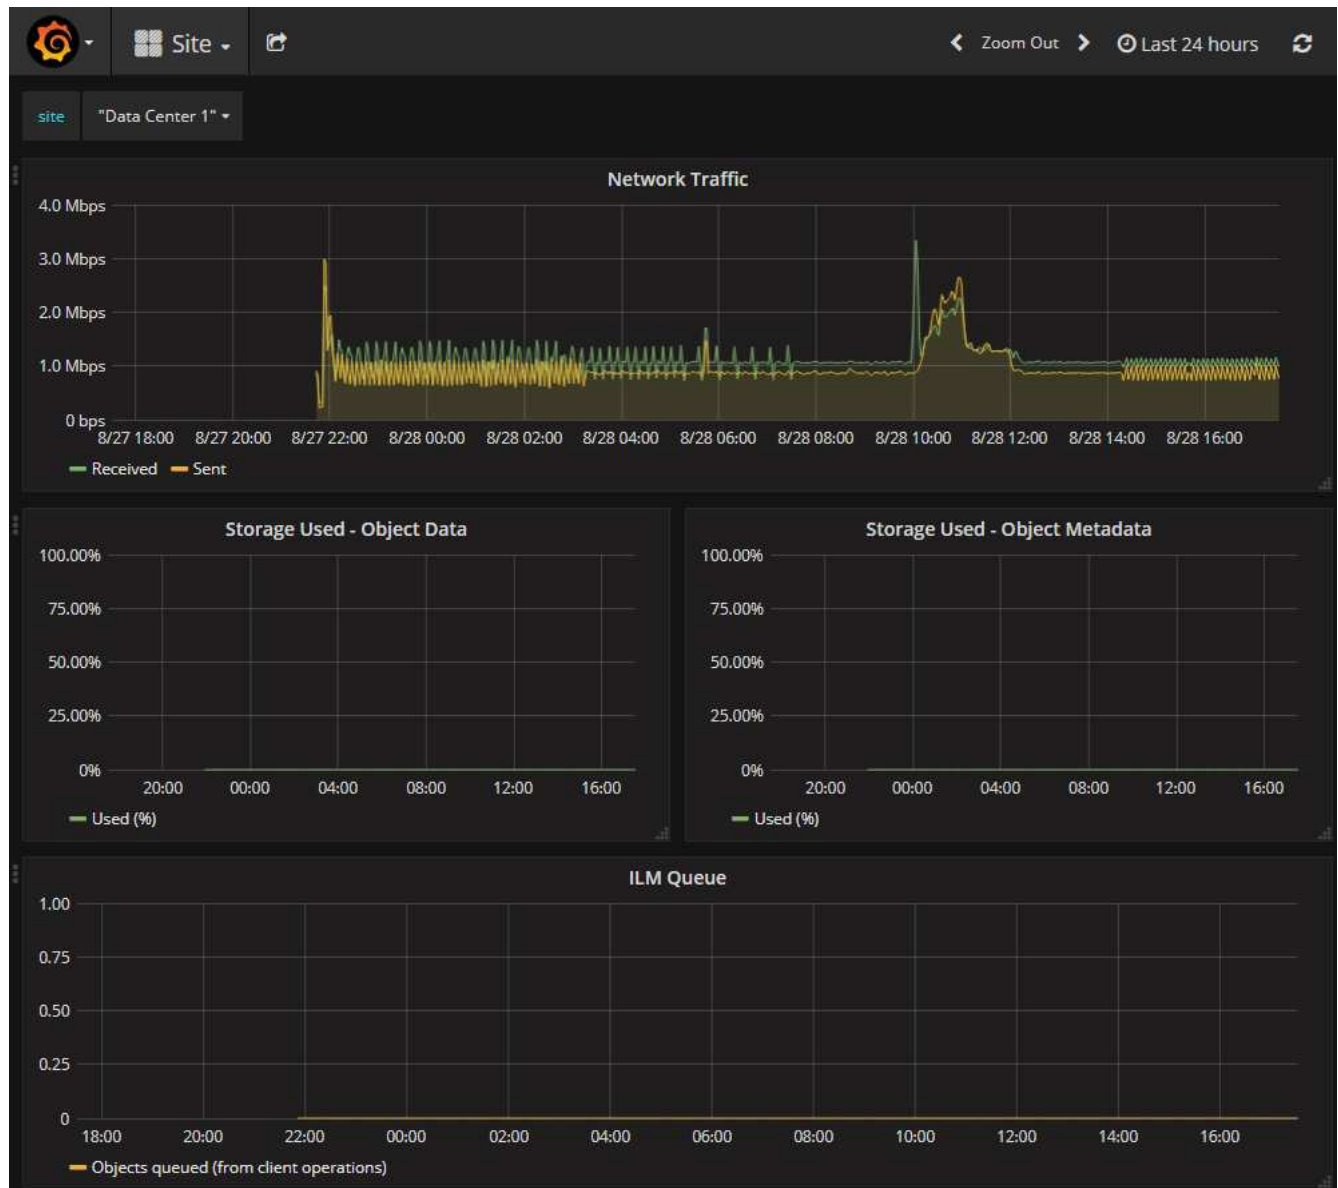 Site Zoom Out Last 24 hours
site "Data Center 1"
Network Traffic
4.0 Mbps
3.0 Mbps
2.0 Mbps
1.0 Mbps
0 bps
8/27 18:00 8/27 20:00 8/27 22:00 8/28 00:00 8/28 02:00 8/28 04:00 8/28 06:00 8/28 08:00 8/28 10:00 8/28 12:00 8/28 14:00 8/28 16:00
Received Sent
Storage Used - Object Data
100.00%
75.00%
50.00%
25.00%
0%
20:00 00:00 04:00 08:00 12:00 16:00
Used (%)
Storage Used - Object Metadata
100.00%
75.00%
50.00%
25.00%
0%
20:00 00:00 04:00 08:00 12:00 16:00
Used (%)
ILM Queue
1.00
0.75
0.50
0.25
0
18:00 20:00 22:00 00:00 02:00 04:00 06:00 08:00 10:00 12:00 14:00 16:00
Objects queued (from client operations)